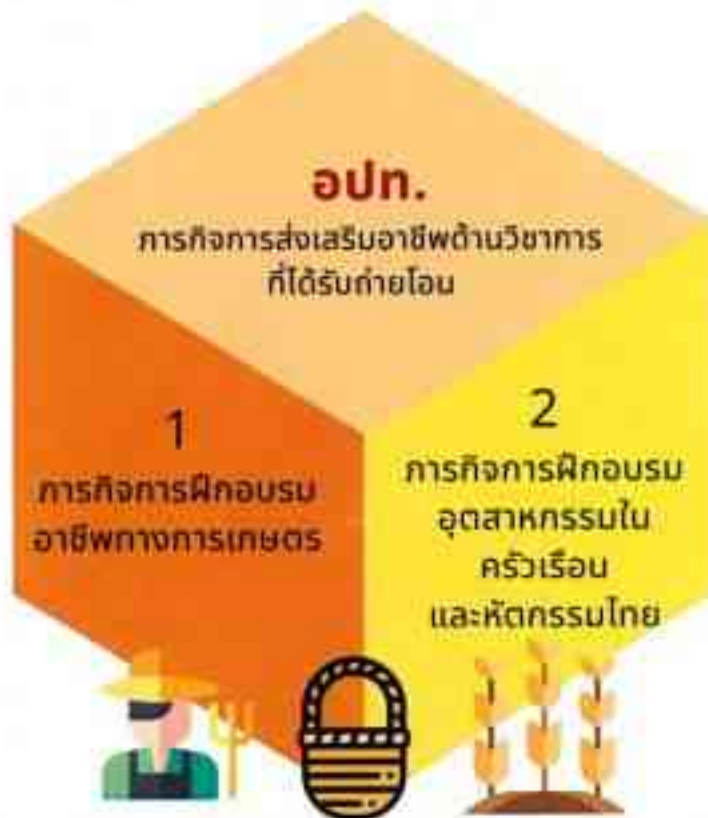 อปท.
ภารกิจการส่งเสริมอาชีพด้านวิชาการ
ที่ได้รับถ่ายโอน
1
ภารกิจการฝึกอบรม
อาชีพทางการเกษตร
2
ภารกิจการฝึกอบรม
อุตสาหกรรมใน
ครัวเรือน
และหัตกรรมไทย